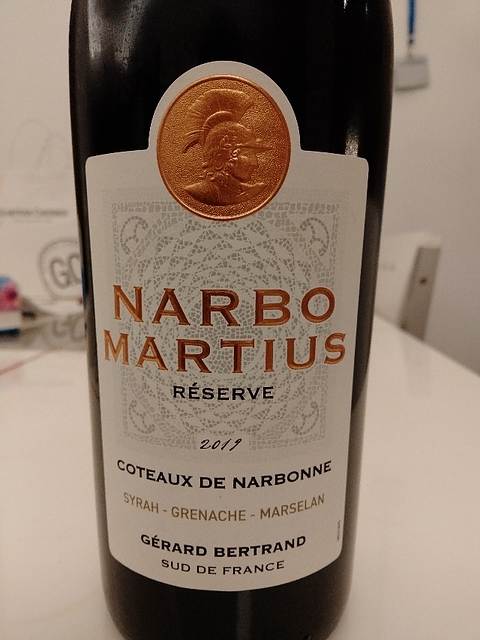 NARBO
MARTIUS
RÉSERVE
2019
COTEAUX DE NARBONNE
SYRAH - GRENACHE - MARSELAN
GÉRARD BERTRAND
SUD DE FRANCE